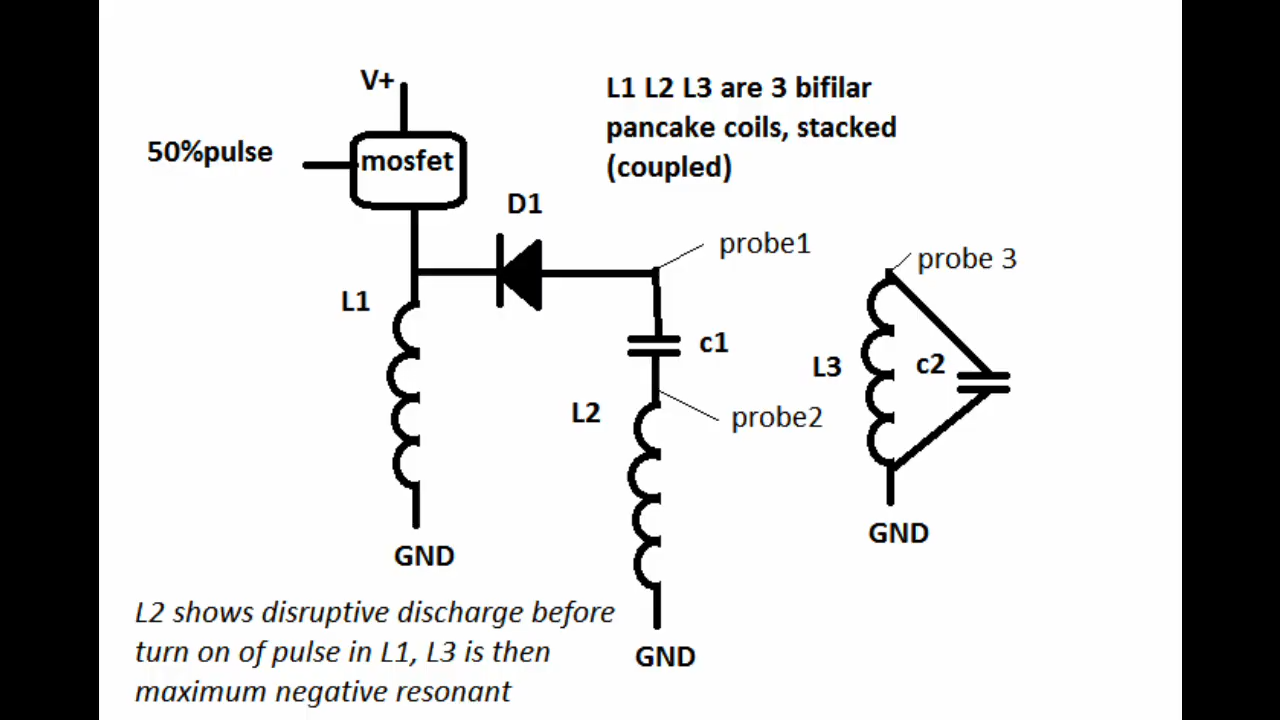 V+
50%pulse
mosfet
L1 L2 L3 are 3 bifilar
pancake coils, stacked
(coupled)
D1
probe1
probe 3
L1
c1
L3
c2
L2
probe2
GND
GND
GND
L2 shows disruptive discharge before
turn on of pulse in L1, L3 is then
maximum negative resonant